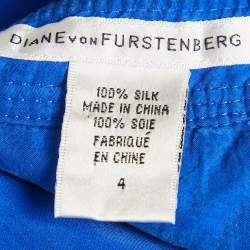 DIANE VON FURSTENBERG
100% SILK
MADE IN CHINA
100% SOIE
FABRIQUÉ
EN CHINE
4